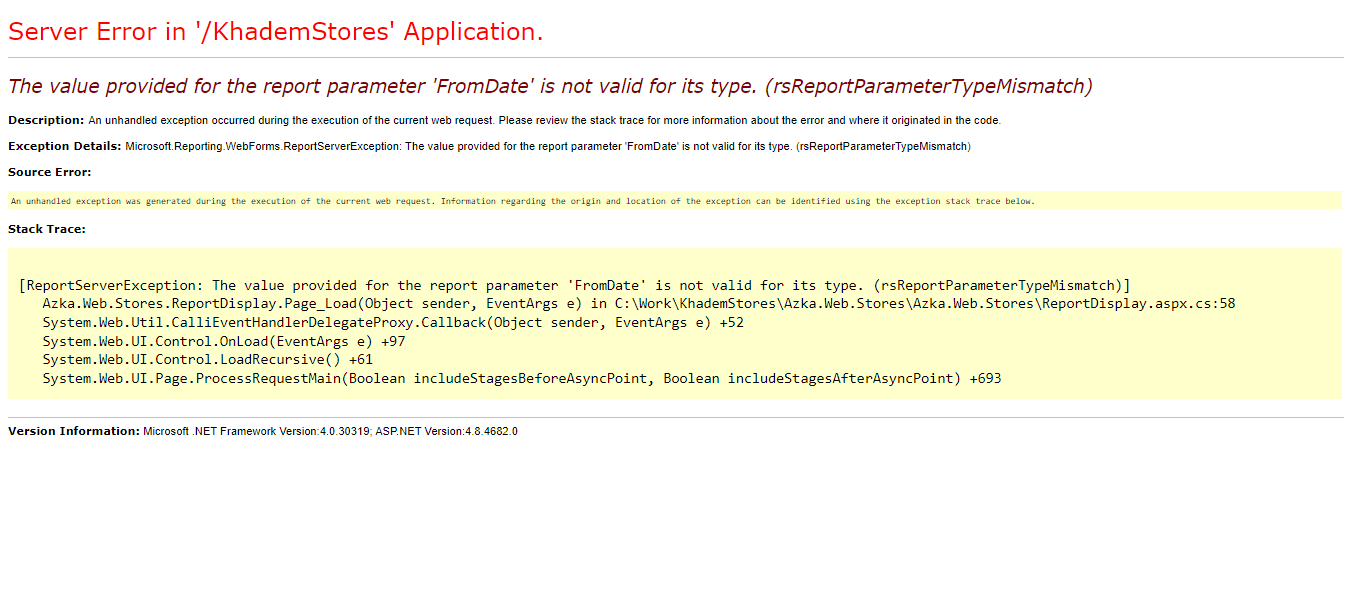 Server Error in '/KhademStores' Application.
The value provided for the report parameter 'FromDate' is not valid for its type. (rsReportParameterTypeMismatch)
Description: An unhandled exception occurred during the execution of the current web request. Please review the stack trace for more information about the error and where it originated in the code.
Exception Details: Microsoft.Reporting.WebForms.ReportServerException: The value provided for the report parameter 'FromDate' is not valid for its type. (rsReportParameterTypeMismatch)
Source Error:
An unhandled exception was generated during the execution of the current web request. Information regarding the origin and location of the exception can be identified using the exception stack trace below.
Stack Trace:
[ReportServerException: The value provided for the report parameter 'FromDate' is not valid for its type. (rsReportParameterTypeMismatch)]
Azka.Web.Stores.ReportDisplay.Page_Load(Object sender, EventArgs e) in C:\Work\KhademStores\Azka.Web.Stores\Azka.Web.Stores\ReportDisplay.aspx.cs:58
System.Web.Util.CalliEventHandlerDelegateProxy.Callback(Object sender, EventArgs e) +52
System.Web.UI.Control.OnLoad(EventArgs e) +97
System.Web.UI.Control.LoadRecursive() +61
System.Web.UI.Page.ProcessRequestMain(Boolean includeStagesBeforeAsyncPoint, Boolean includeStagesAfterAsyncPoint) +693
Version Information: Microsoft .NET Framework Version:4.0.30319; ASP.NET Version:4.8.4682.0